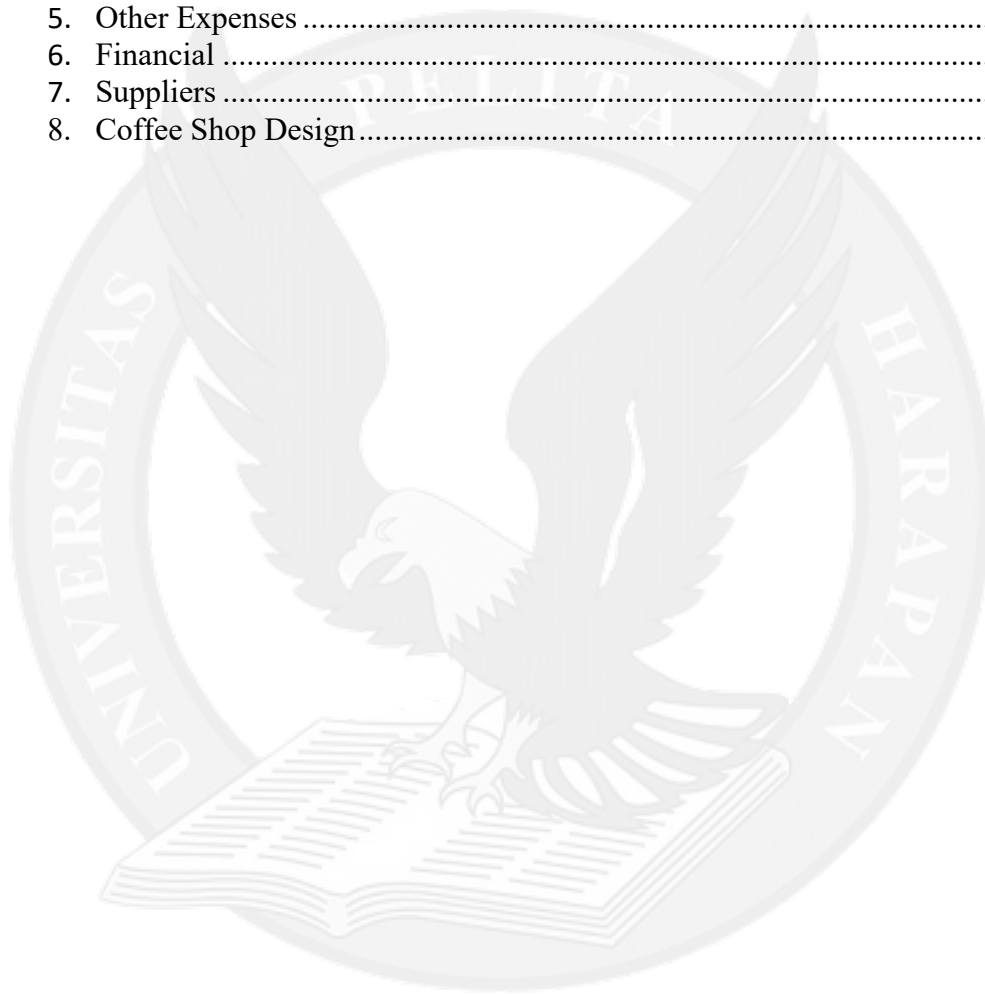 5. Other Expenses ........................................................................................
6. Financial ..................................................................................................
7. Suppliers ..................................................................................................
8. Coffee Shop Design .................................................................................
UNIVERSITAS PELITA HARAPAN